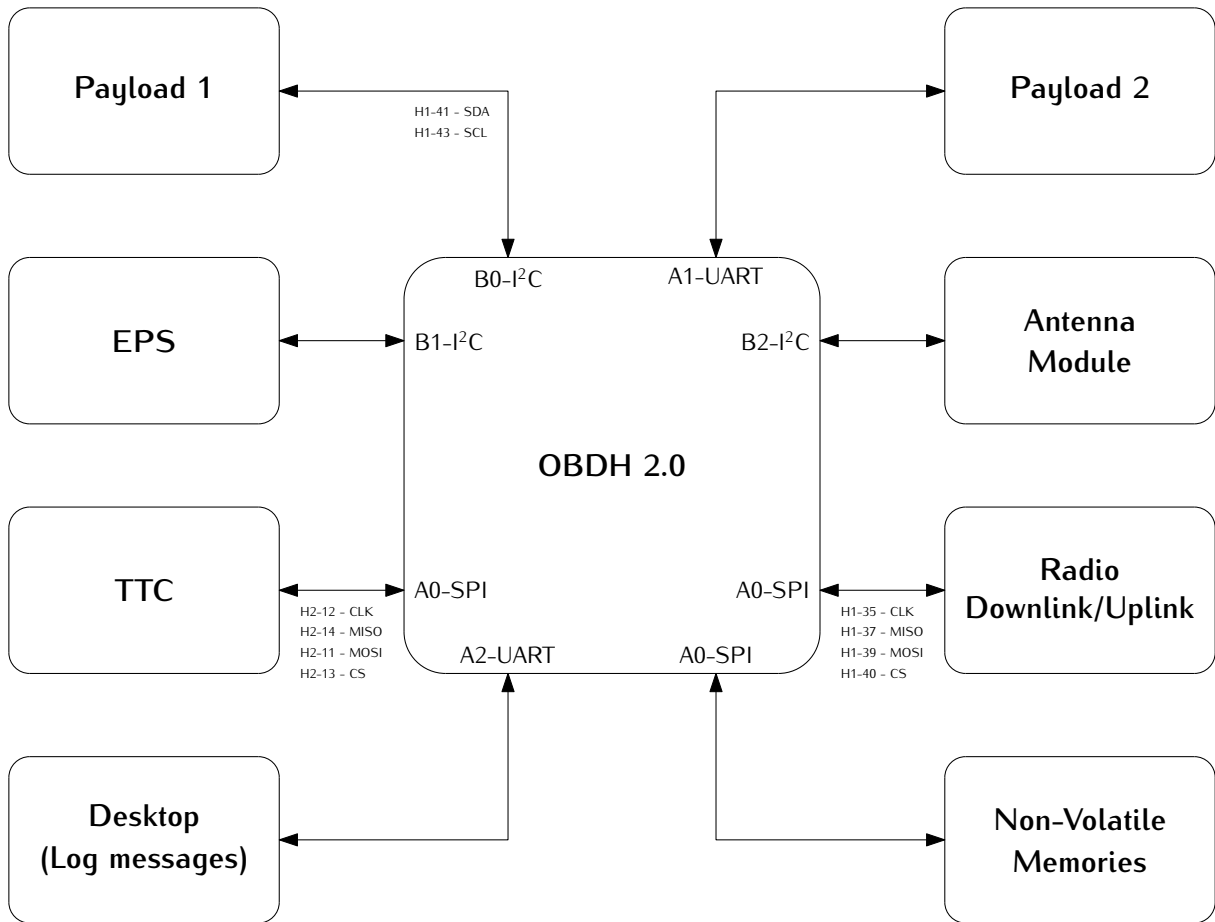 Payload 1
Payload 2
H1-41 - SDA
H1-43 - SCL
B0-I²C
A1-UART
EPS
B1-I²C
B2-I²C
Antenna
Module
OBDH 2.0
TTC
A0-SPI
A0-SPI
Radio
Downlink/Uplink
H2-12 - CLK
H2-14 - MISO
H2-11 - MOSI
H2-13 - CS
H1-35 - CLK
H1-37 - MISO
H1-39 - MOSI
H1-40 - CS
A2-UART
A0-SPI
Desktop
(Log messages)
Non-Volatile
Memories